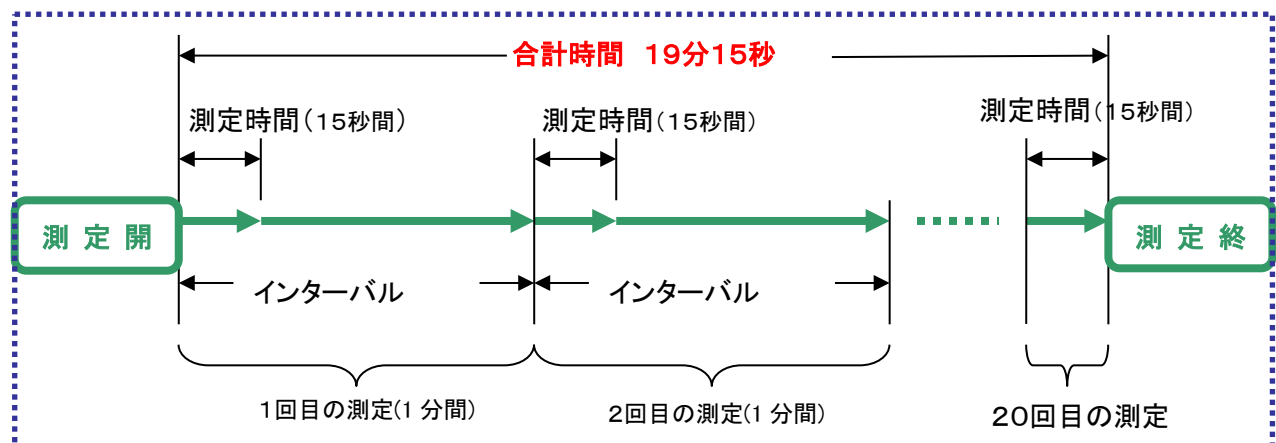 合計時間 19分15秒
測定時間(15秒間)
測定時間(15秒間)
測定時間(15秒間)
測 定 開
測 定 終
インターバル
インターバル
1回目の測定(1 分間)
2回目の測定(1 分間)
20回目の測定